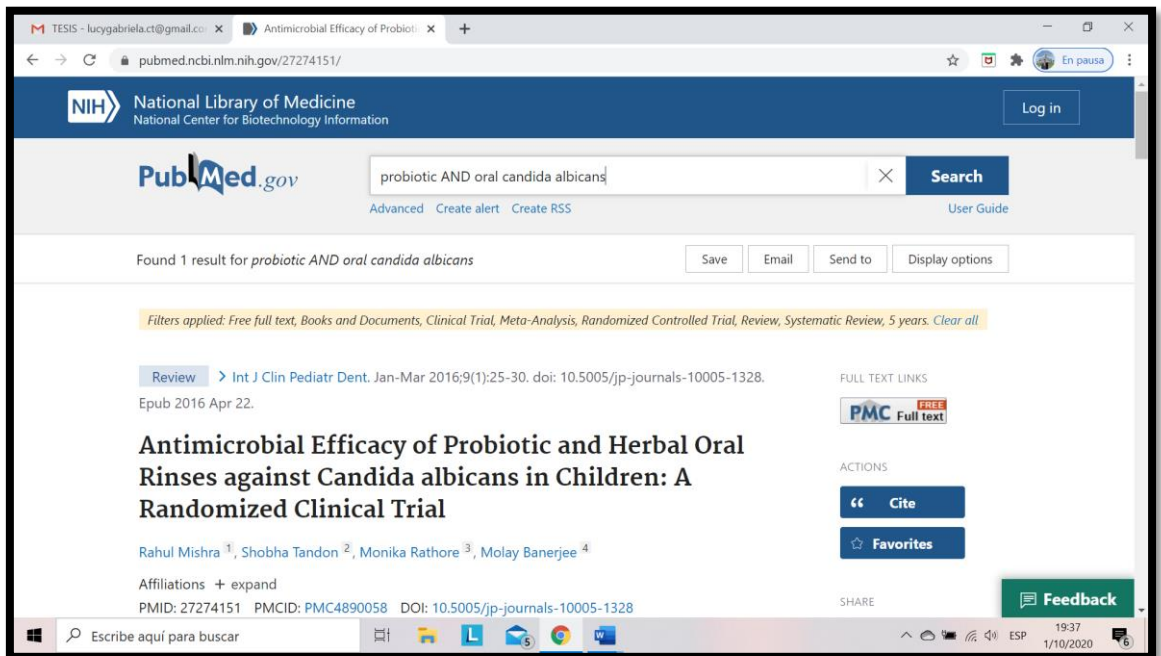 TESIS - lucygabriela.ct@gmail.co
Antimicrobial Efficacy of Probioti
pubmed.ncbi.nlm.nih.gov/27274151/
En pausa
NIH
National Library of Medicine
National Center for Biotechnology Information
Log in
PubMed.gov
probiotic AND oral candida albicans
Search
Advanced Create alert Create RSS
User Guide
Found 1 result for probiotic AND oral candida albicans
Save Email Send to Display options
Filters applied: Free full text, Books and Documents, Clinical Trial, Meta-Analysis, Randomized Controlled Trial, Review, Systematic Review, 5 years. Clear all
Review > Int J Clin Pediatr Dent. Jan-Mar 2016;9(1):25-30. doi: 10.5005/jp-journals-10005-1328.
Epub 2016 Apr 22.
FULL TEXT LINKS
PMC FREE Full text
Antimicrobial Efficacy of Probiotic and Herbal Oral
Rinses against Candida albicans in Children: A
Randomized Clinical Trial
ACTIONS
Cite
Favorites
Rahul Mishra 1, Shobha Tandon 2, Monika Rathore 3, Molay Banerjee 4
Affiliations + expand
PMID: 27274151 PMCID: PMC4890058 DOI: 10.5005/jp-journals-10005-1328
SHARE
Feedback
Escribe aquí para buscar
L
5
W
ESP
19:37
1/10/2020
6